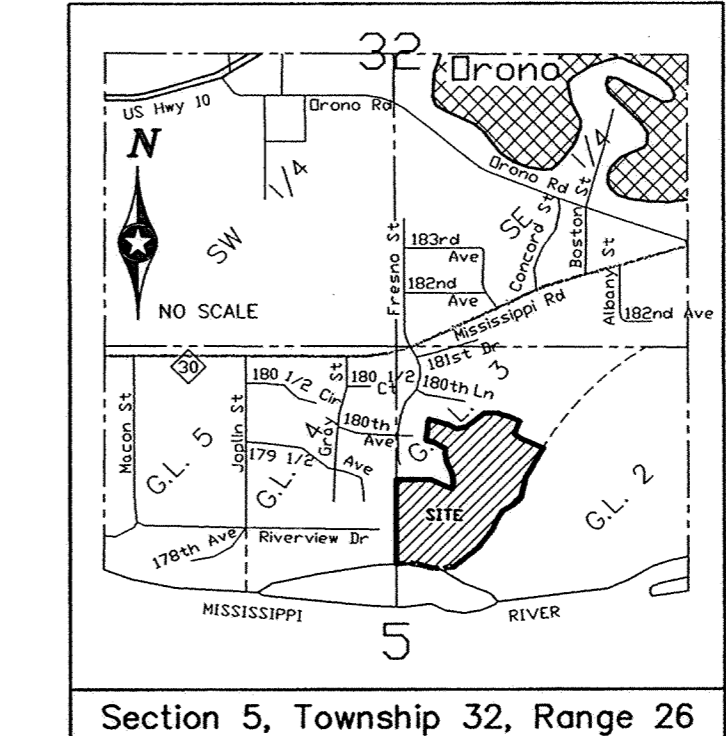 32
Orono
US Hwy 10
Orono Rd
N
1/4
Orono Rd
1/4
SW
SE
Fresno St
183rd
Ave
Concord St
Boston St
182nd
Ave
Albany St
NO SCALE
Mississippi Rd
182nd Ave
181st Dr
30
180 1/2 Cir
Gray St
180 1/2
Ct
180th Ln
Macon St
Joplin St
180th
Ave
G.L. 3
G.L. 5
G.L. 4
179 1/2
Ave
G.L. 2
SITE
178th Ave
Riverview Dr
MISSISSIPPI
RIVER
5
Section 5, Township 32, Range 26